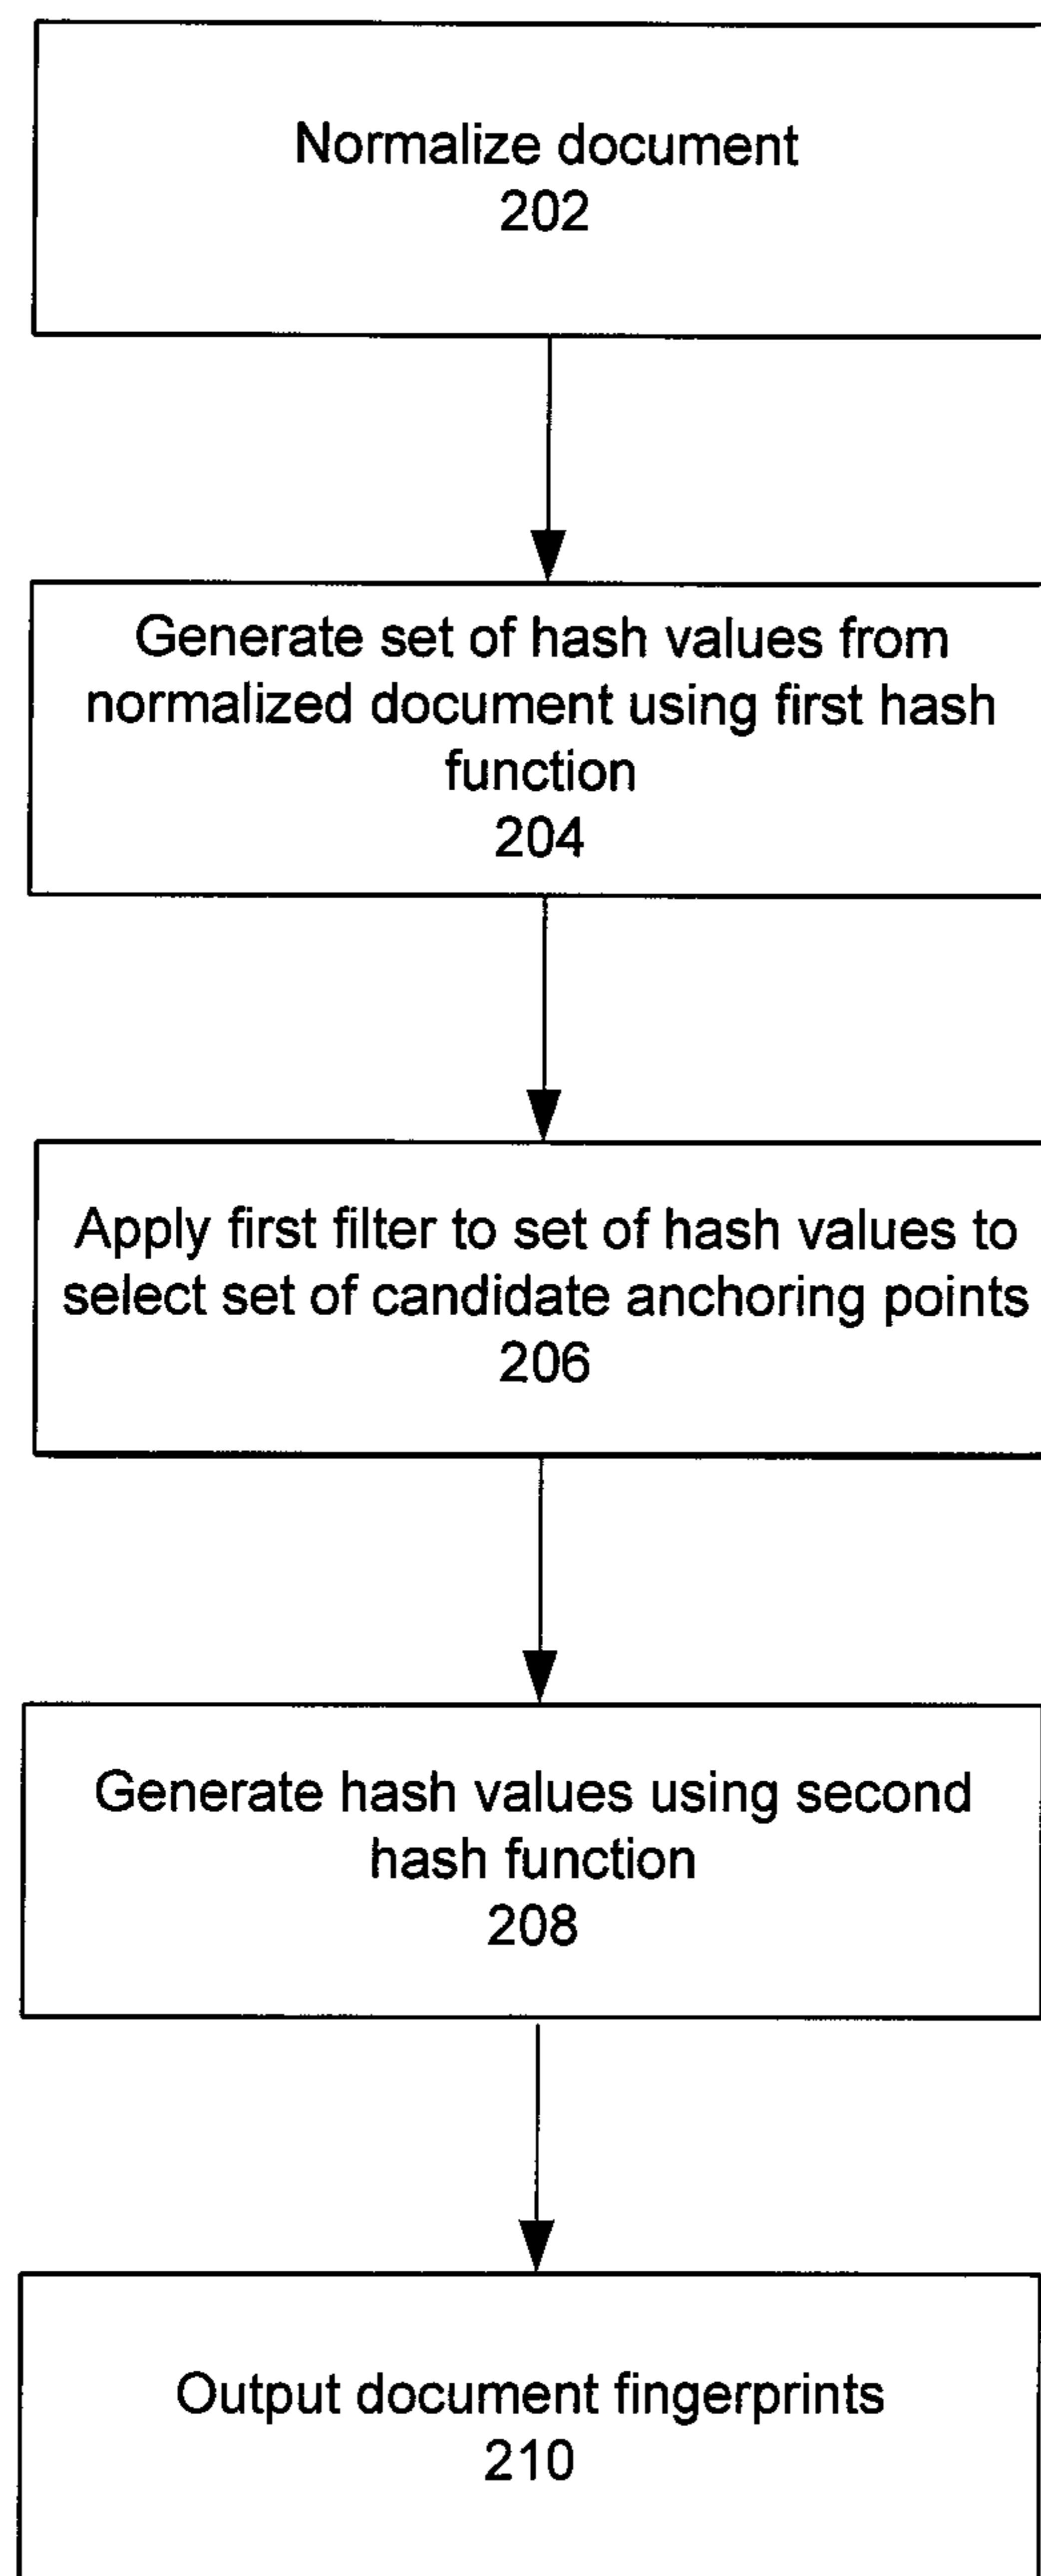 Normalize document
202
Generate set of hash values from
normalized document using first hash
function
204
Apply first filter to set of hash values to
select set of candidate anchoring points
206
Generate hash values using second
hash function
208
Output document fingerprints
210